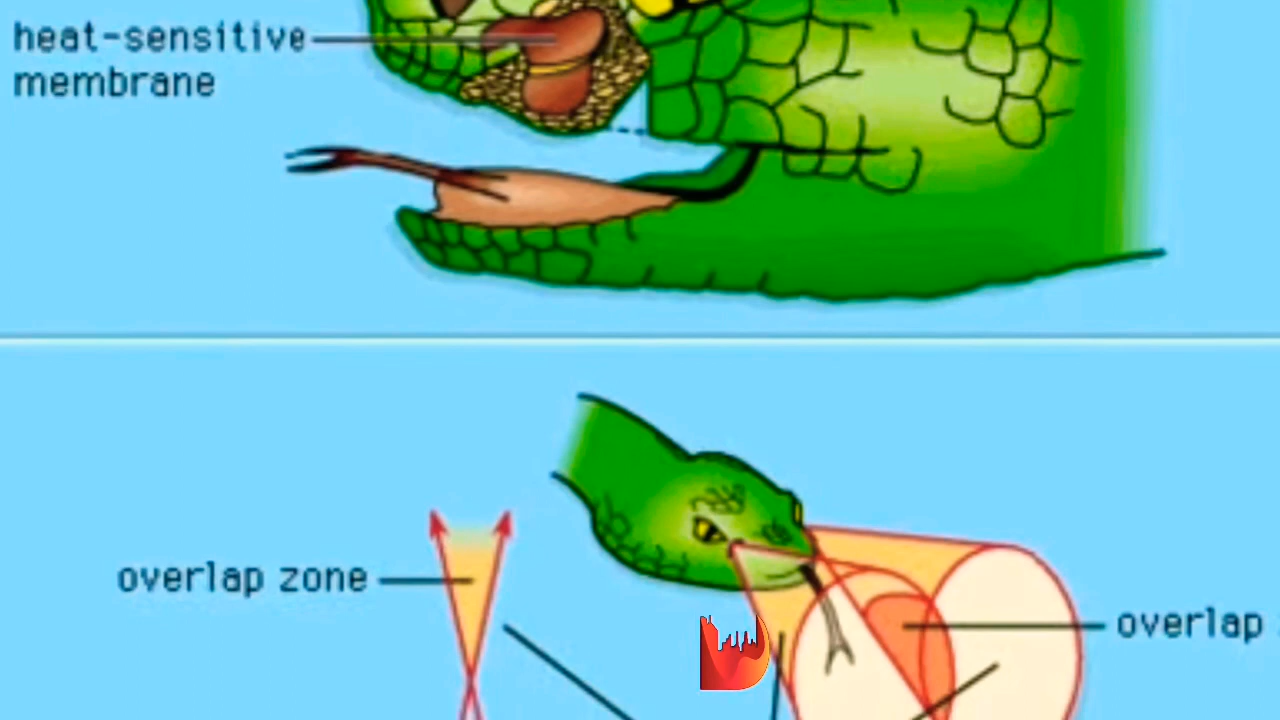 heat-sensitive
membrane
overlap zone
overlap